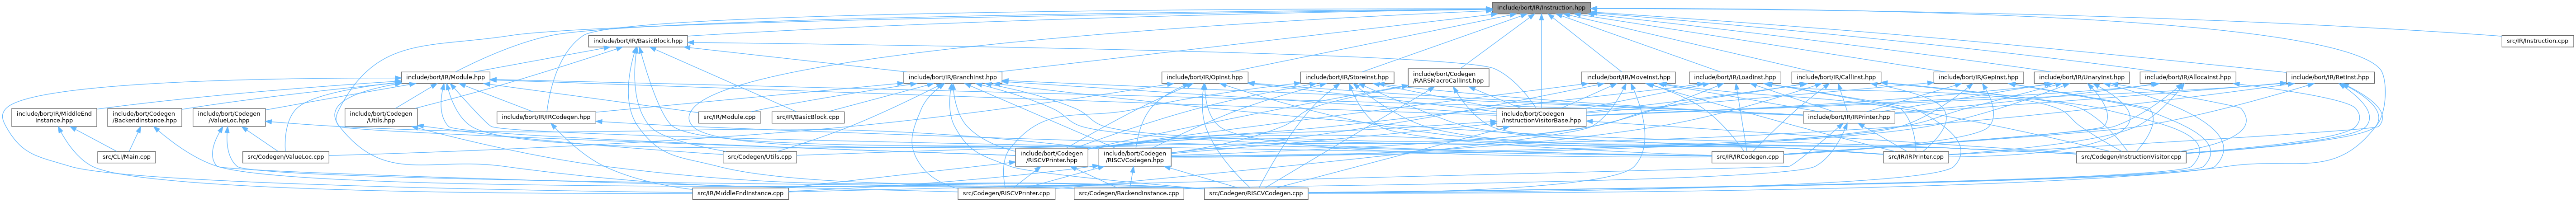 include/bort/IR/Instruction.hpp
include/bort/IR/BasicBlock.hpp
src/IR/Instruction.cpp
include/bort/IR/Module.hpp
include/bort/IR/BranchInst.hpp
include/bort/IR/OpInst.hpp
include/bort/IR/StoreInst.hpp
include/bort/Codegen
/RARSMacroCallInst.hpp
include/bort/IR/MoveInst.hpp
include/bort/IR/LoadInst.hpp
include/bort/IR/CallInst.hpp
include/bort/IR/GepInst.hpp
include/bort/IR/UnaryInst.hpp
include/bort/IR/AllocaInst.hpp
include/bort/IR/RetInst.hpp
include/bort/IR/MiddleEnd
Instance.hpp
include/bort/Codegen
/BackendInstance.hpp
include/bort/Codegen
/ValueLoc.hpp
include/bort/Codegen
/Utils.hpp
include/bort/IR/IRCodegen.hpp
src/IR/Module.cpp
src/IR/BasicBlock.cpp
include/bort/Codegen
/InstructionVisitorBase.hpp
include/bort/IR/IRPrinter.hpp
src/CLI/Main.cpp
src/Codegen/ValueLoc.cpp
src/Codegen/Utils.cpp
include/bort/Codegen
/RISCVPrinter.hpp
include/bort/Codegen
/RISCVCodegen.hpp
src/IR/IRCodegen.cpp
src/IR/IRPrinter.cpp
src/Codegen/InstructionVisitor.cpp
src/IR/MiddleEndInstance.cpp
src/Codegen/RISCVPrinter.cpp
src/Codegen/BackendInstance.cpp
src/Codegen/RISCVCodegen.cpp